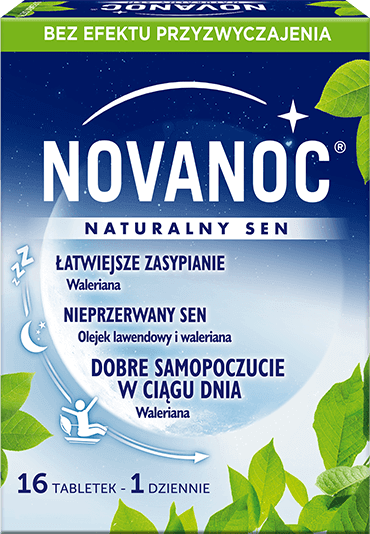 BEZ EFEKTU PRZYZWYCZAJENIA
NOVANOC®
NATURALNY SEN
ŁATWIEJSZE ZASYPIANIE
Waleriana
NIEPRZERWANY SEN
Olejek lawendowy i waleriana
DOBRE SAMOPOCZUCIE
W CIĄGU DNIA
Waleriana
16 TABLETEK - 1 DZIENNIE